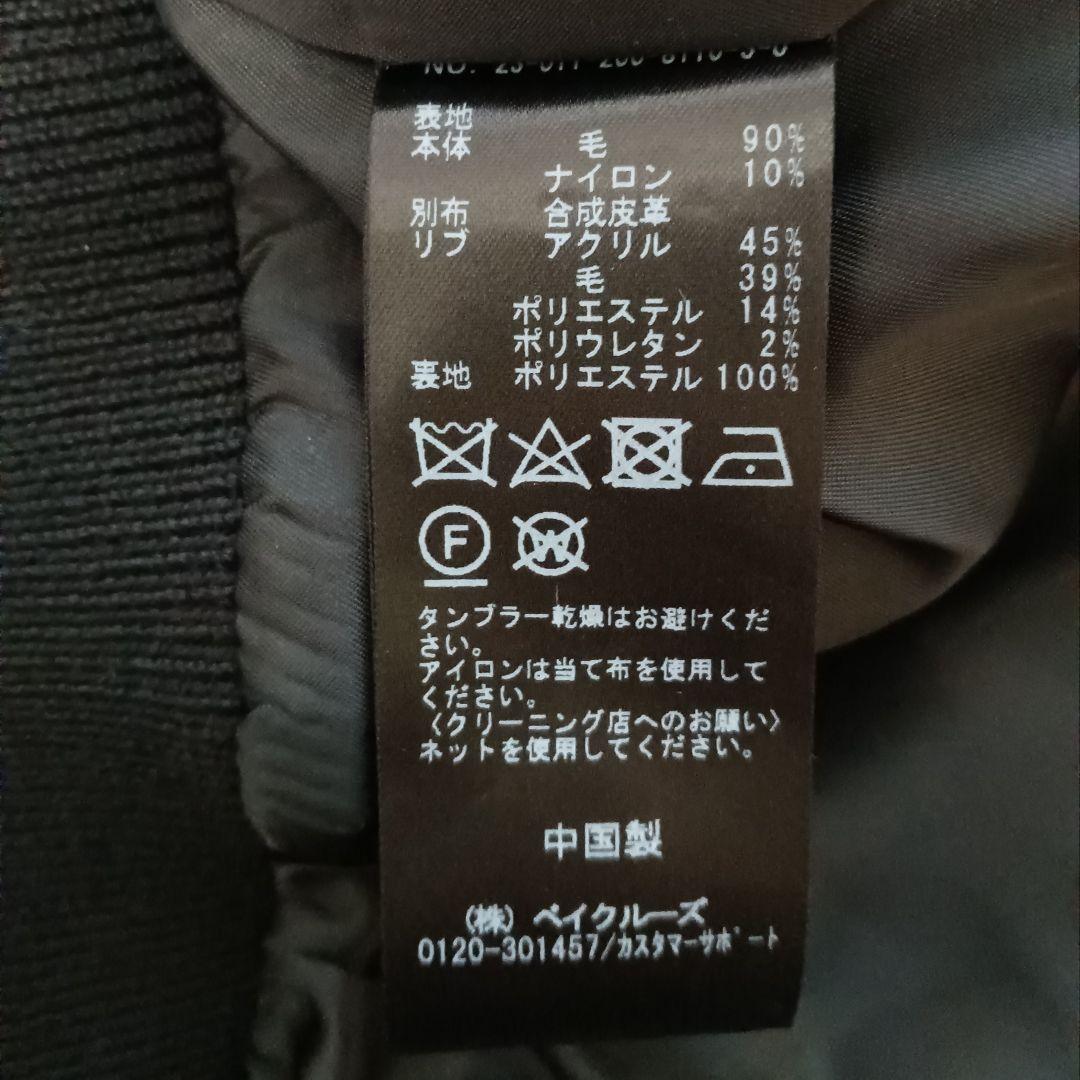 表地
本体 毛 90%
ナイロン 10%
別布 合成皮革
リブ アクリル 45%
毛 39%
ポリエステル 14%
ポリウレタン 2%
裏地 ポリエステル 100%
F W
タンブラー乾燥はお避けくだ
さい。
アイロンは当て布を使用して
ください。
〈クリーニング店へのお願い〉
ネットを使用してください。
中国製
(株) ベイクルーズ
0120-301457/カスタマーサポート